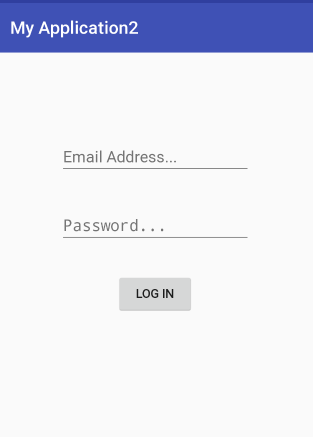 My Application2
Email Address...
Password...
LOG IN